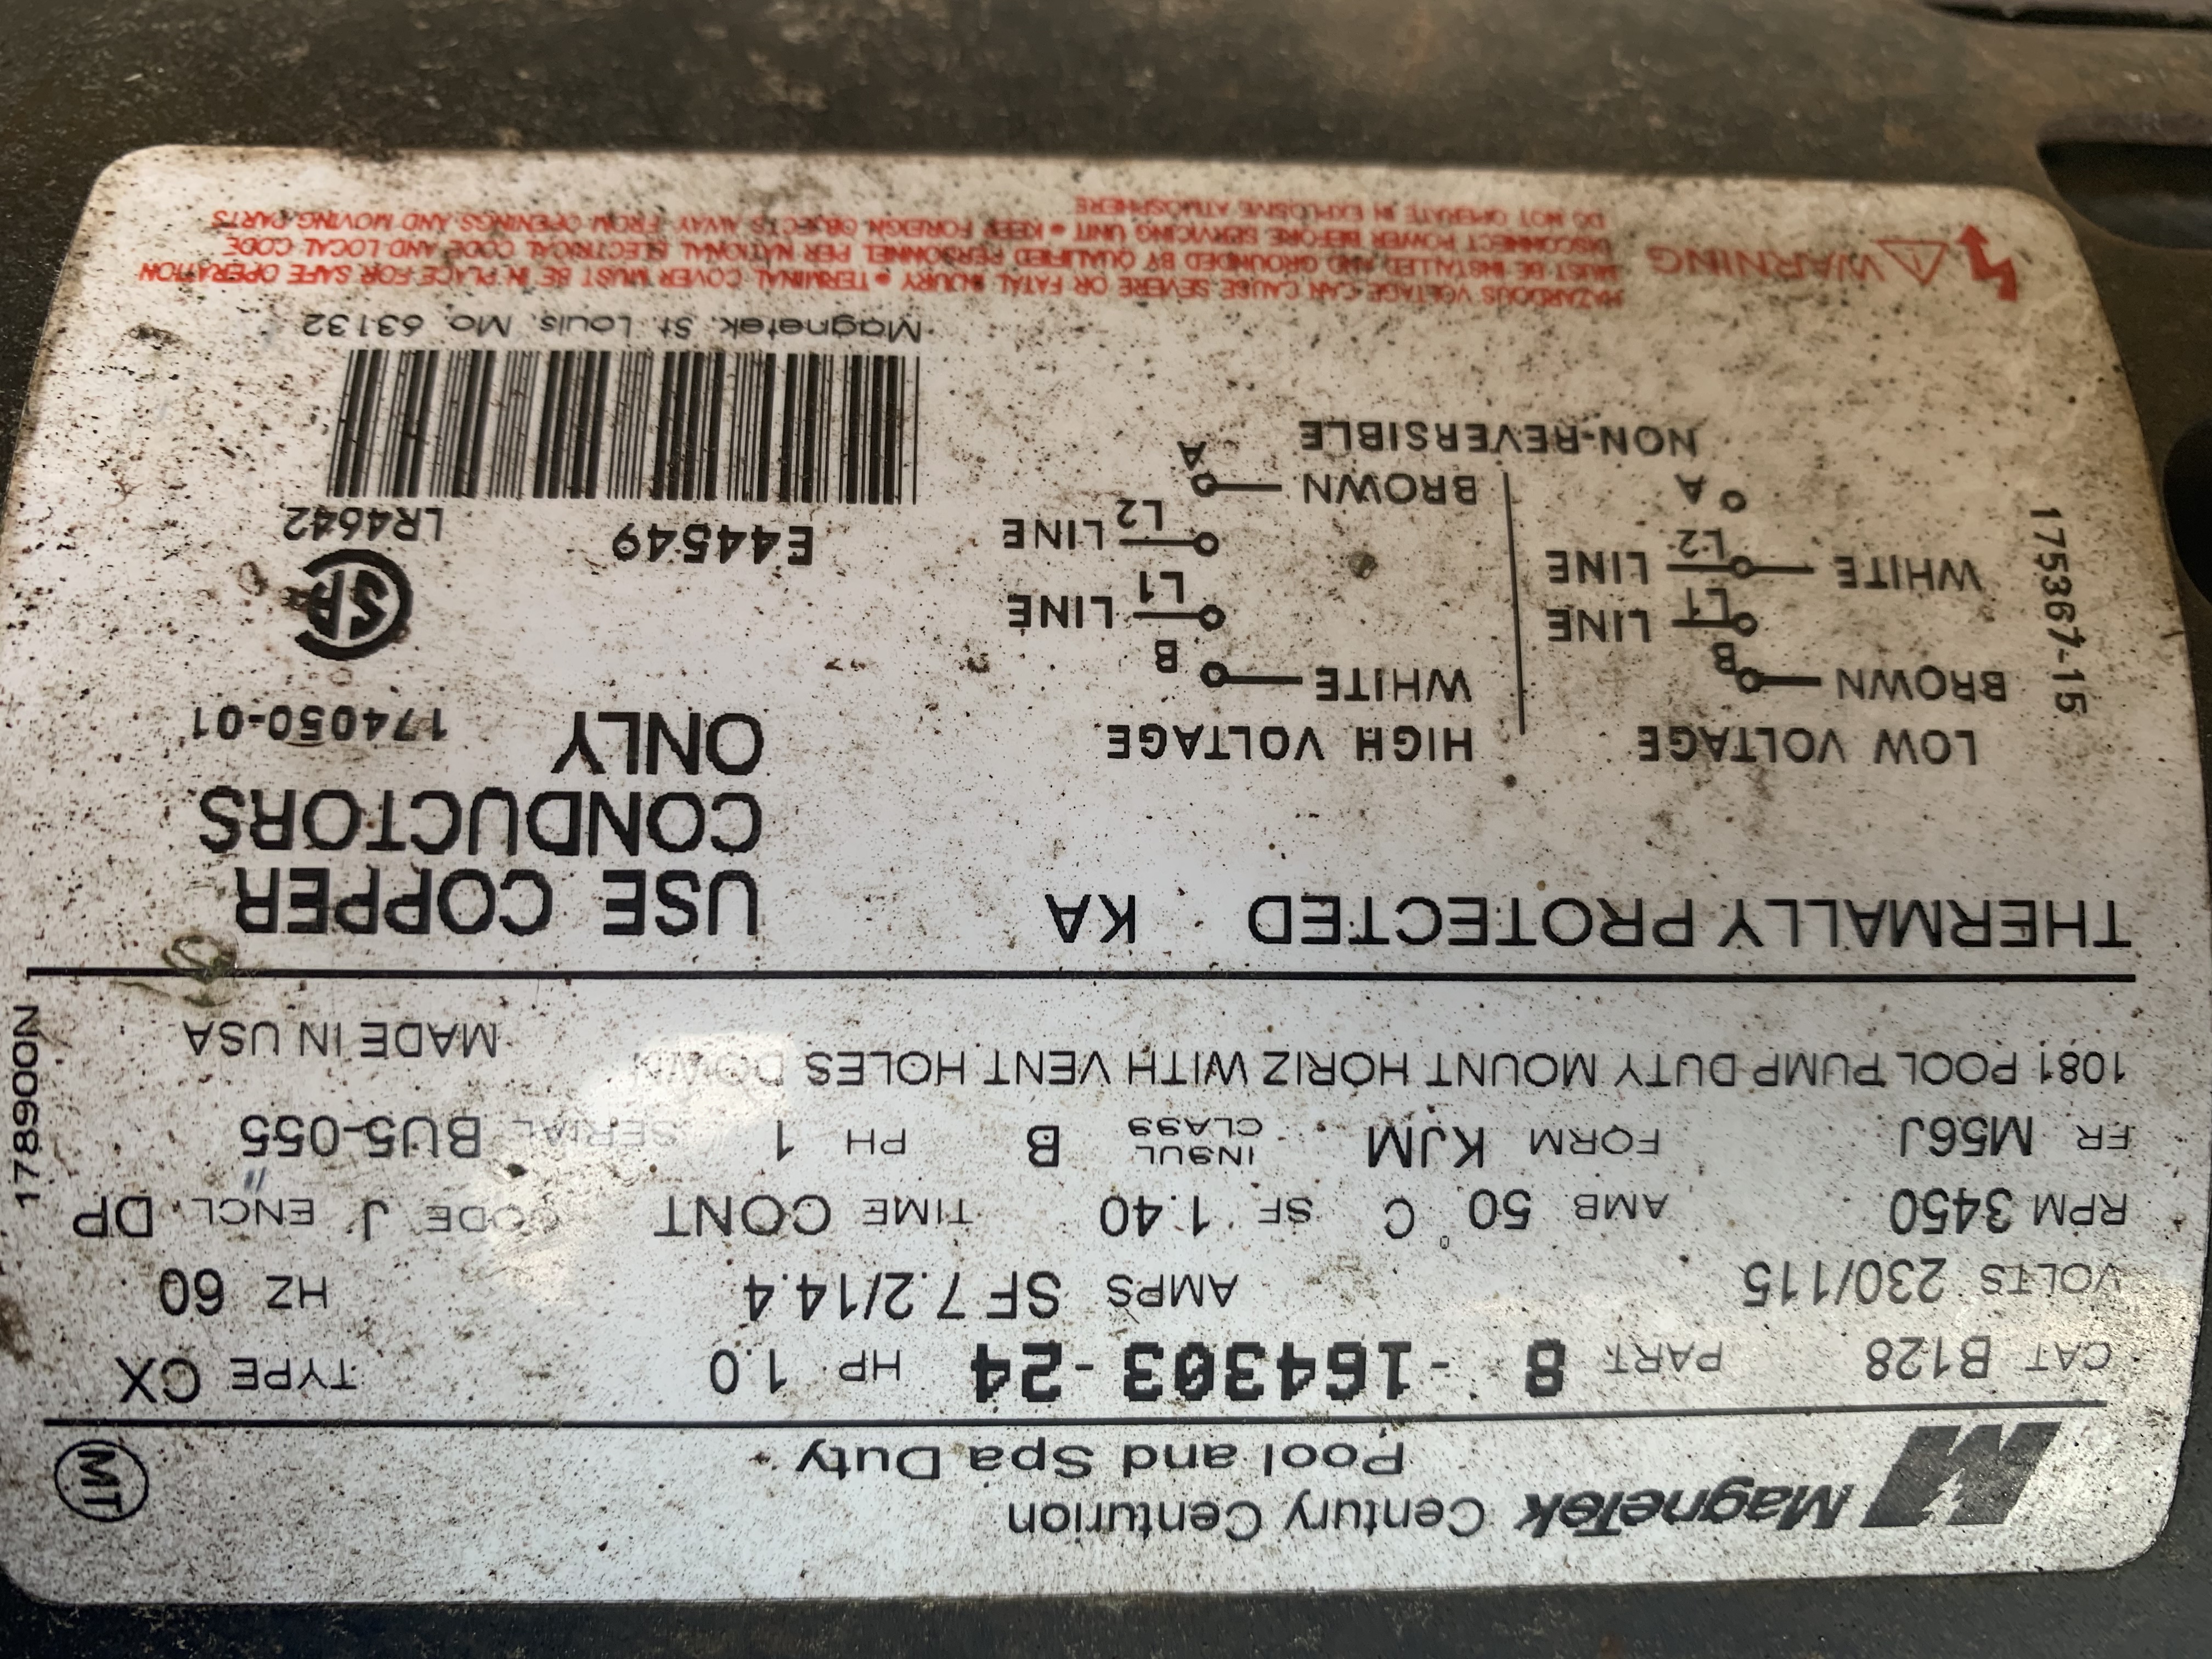 MagneTek Century Centurion
Pool and Spa Duty
MT
CAT B128 PART 8-164303-24 HP 1.0 TYPE CX
VOLTS 230/115 AMPS SF 7.2/14.4 HZ 60
RPM 3450 AMB 50°C SF 1.40 TIME CONT CODE J ENCL DP
FR M56J FORM KJM INSUL CLASS B PH 1 SERIAL BU5-055
1081 POOL PUMP DUTY MOUNT HORIZ WITH VENT HOLES DOWN MADE IN USA
178900N
THERMALLY PROTECTED KA
USE COPPER
CONDUCTORS
ONLY
174050-01
LOW VOLTAGE
BROWN B
L1 LINE
WHITE L2 LINE
A
HIGH VOLTAGE
WHITE B
L1 LINE
L2 LINE
BROWN A
NON-REVERSIBLE
175367-15
E44549
LR4642
Magnetek, St. Louis, Mo. 63132
WARNING
HAZARDOUS VOLTAGE CAN CAUSE SEVERE OR FATAL INJURY • TERMINAL COVER MUST BE IN PLACE FOR SAFE OPERATION
MUST BE INSTALLED AND GROUNDED BY QUALIFIED PERSONNEL PER NATIONAL ELECTRICAL CODE AND LOCAL CODE
DISCONNECT POWER BEFORE SERVICING UNIT • KEEP FOREIGN OBJECTS AWAY FROM OPENINGS AND MOVING PARTS
DO NOT OPERATE IN EXPLOSIVE ATMOSPHERE